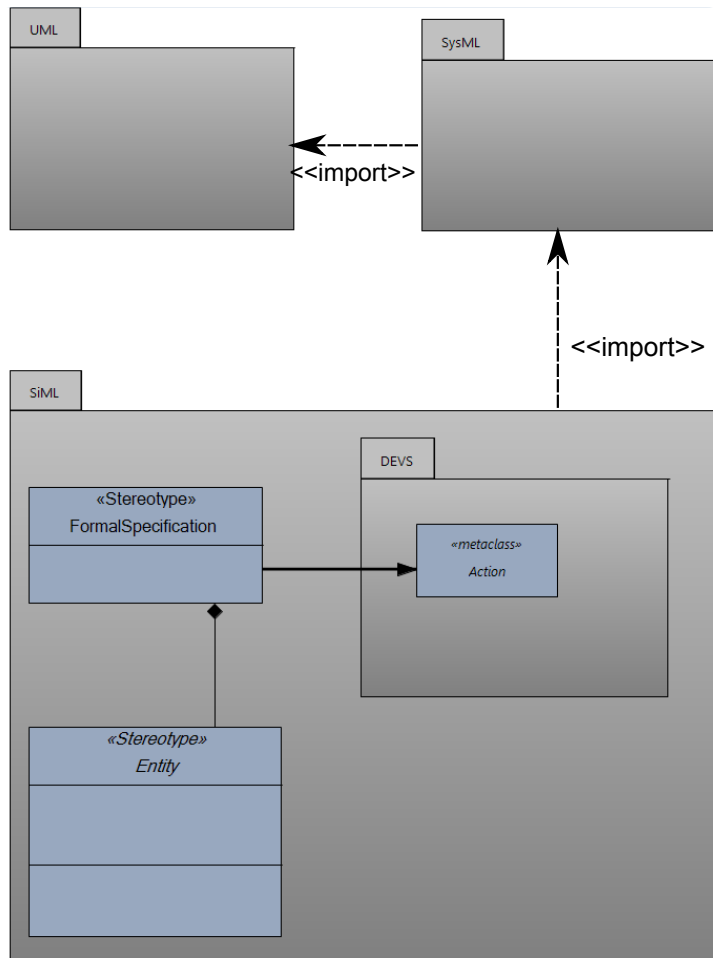 UML
SysML
<<import>>
<<import>>
SiML
DEVS
«Stereotype»
FormalSpecification
«metaclass»
Action
«Stereotype»
Entity